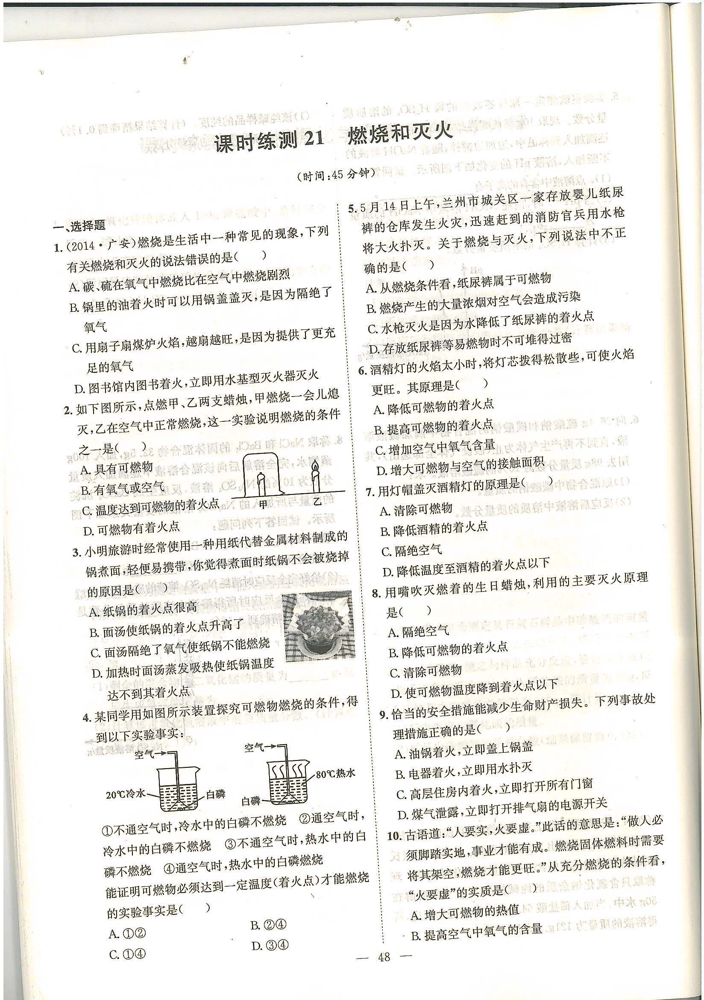 课时练测 21 燃烧和灭火
(时间:45 分钟)
一、选择题
1.(2014·广安)燃烧是生活中一种常见的现象,下列
有关燃烧和灭火的说法错误的是(  )
A. 碳、硫在氧气中燃烧比在空气中燃烧剧烈
B. 锅里的油着火时可以用锅盖盖灭,是因为隔绝了
氧气
C. 用扇子扇煤炉火焰,越扇越旺,是因为提供了更充
足的氧气
D. 图书馆内图书着火,立即用水基型灭火器灭火
2. 如下图所示,点燃甲、乙两支蜡烛,甲燃烧一会儿熄
灭,乙在空气中正常燃烧,这一实验说明燃烧的条件
之一是(  )
A. 具有可燃物
B. 有氧气或空气
C. 温度达到可燃物的着火点
D. 可燃物有着火点
甲 乙
3. 小明旅游时经常使用一种用纸代替金属材料制成的
锅煮面,轻便易携带,你觉得煮面时纸锅不会被烧掉
的原因是(  )
A. 纸锅的着火点很高
B. 面汤使纸锅的着火点升高了
C. 面汤隔绝了氧气使纸锅不能燃烧
D. 加热时面汤蒸发吸热使纸锅温度
达不到其着火点
4. 某同学用如图所示装置探究可燃物燃烧的条件,得
到以下实验事实:
空气 空气
80℃热水
20℃冷水 白磷 白磷
①不通空气时,冷水中的白磷不燃烧 ②通空气时,
冷水中的白磷不燃烧 ③不通空气时,热水中的白
磷不燃烧 ④通空气时,热水中的白磷燃烧
能证明可燃物必须达到一定温度(着火点)才能燃烧
的实验事实是(  )
A. ①② B. ②④
C. ①④ D. ③④
5. 5 月 14 日上午,兰州市城关区一家存放婴儿纸尿
裤的仓库发生火灾,迅速赶到的消防官兵用水枪
将大火扑灭。关于燃烧与灭火,下列说法中不正
确的是(  )
A. 从燃烧条件看,纸尿裤属于可燃物
B. 燃烧产生的大量浓烟对空气会造成污染
C. 水枪灭火是因为水降低了纸尿裤的着火点
D. 存放纸尿裤等易燃物时不可堆得过密
6. 酒精灯的火焰太小时,将灯芯拨得松散些,可使火焰
更旺。其原理是(  )
A. 降低可燃物的着火点
B. 提高可燃物的着火点
C. 增加空气中氧气含量
D. 增大可燃物与空气的接触面积
7. 用灯帽盖灭酒精灯的原理是(  )
A. 清除可燃物
B. 降低酒精的着火点
C. 隔绝空气
D. 降低温度至酒精的着火点以下
8. 用嘴吹灭燃着的生日蜡烛,利用的主要灭火原理
是(  )
A. 隔绝空气
B. 降低可燃物的着火点
C. 清除可燃物
D. 使可燃物温度降到着火点以下
9. 恰当的安全措施能减少生命财产损失。下列事故处
理措施正确的是(  )
A. 油锅着火,立即盖上锅盖
B. 电器着火,立即用水扑灭
C. 高层住房内着火,立即打开所有门窗
D. 煤气泄露,立即打开排气扇的电源开关
10. 古语道:“人要实,火要虚。”此话的意思是:“做人必
须脚踏实地,事业才能有成。燃烧固体燃料时需要
将其架空,燃烧才能更旺。”从充分燃烧的条件看,
“火要虚”的实质是(  )
A. 增大可燃物的热值
B. 提高空气中氧气的含量
— 48 —